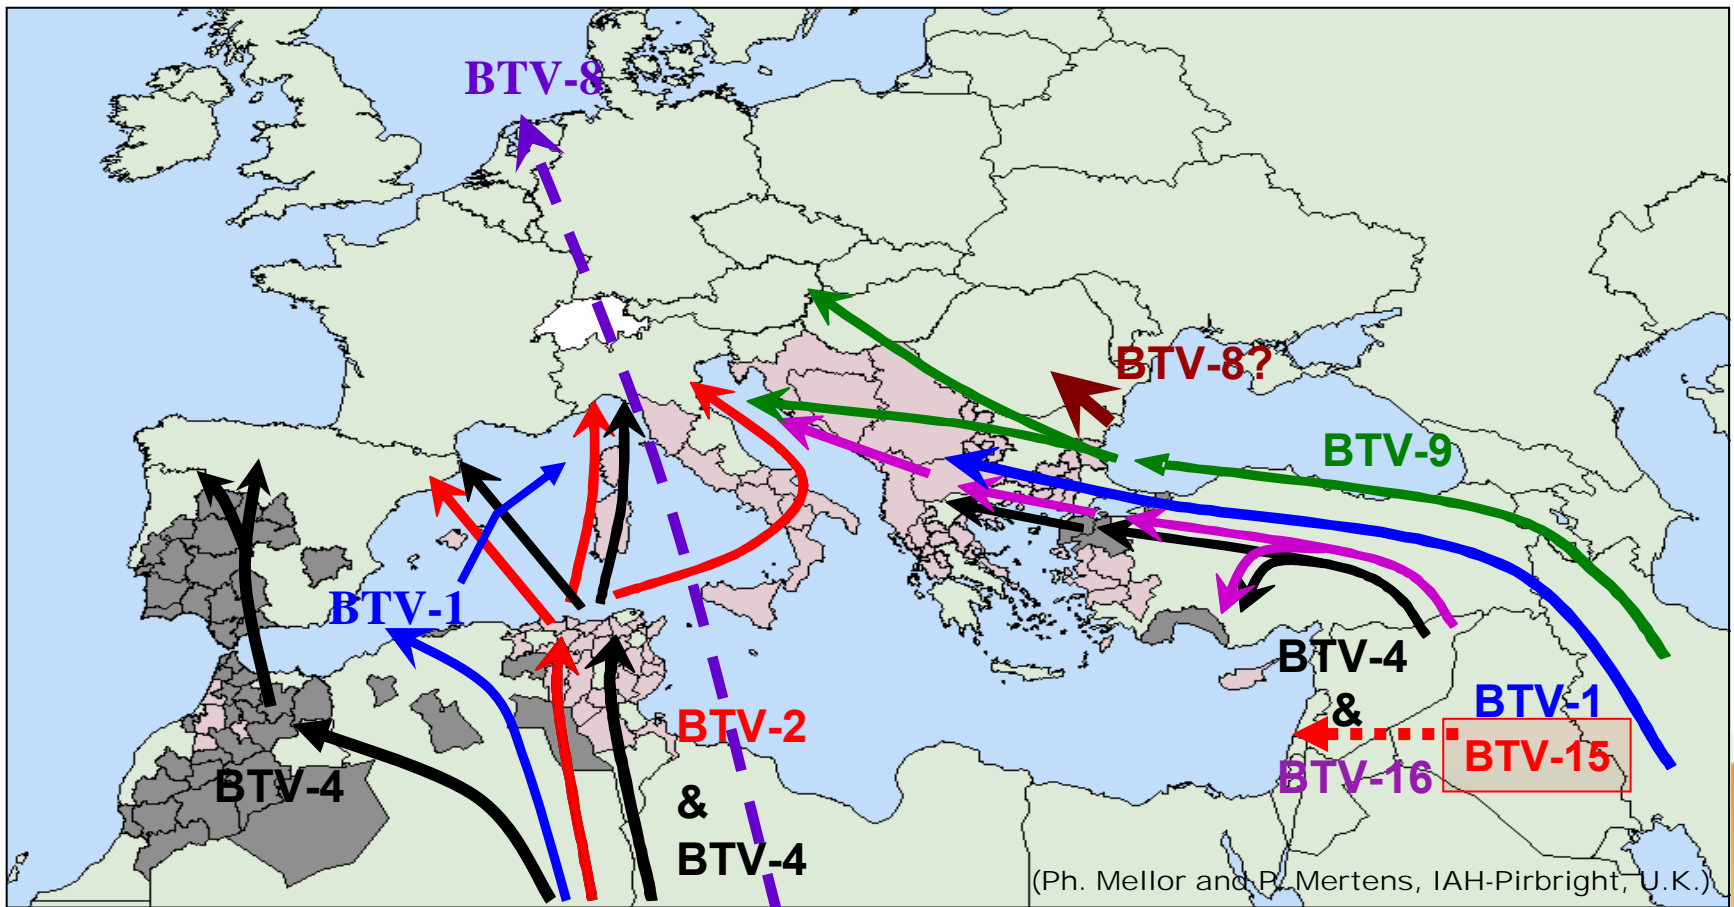 BTV-8
BTV-8?
BTV-9
BTV-1
BTV-4
&
BTV-16
BTV-1
BTV-15
BTV-2
&
BTV-4
BTV-4
(Ph. Mellor and P. Mertens, IAH-Pirbright, U.K.)